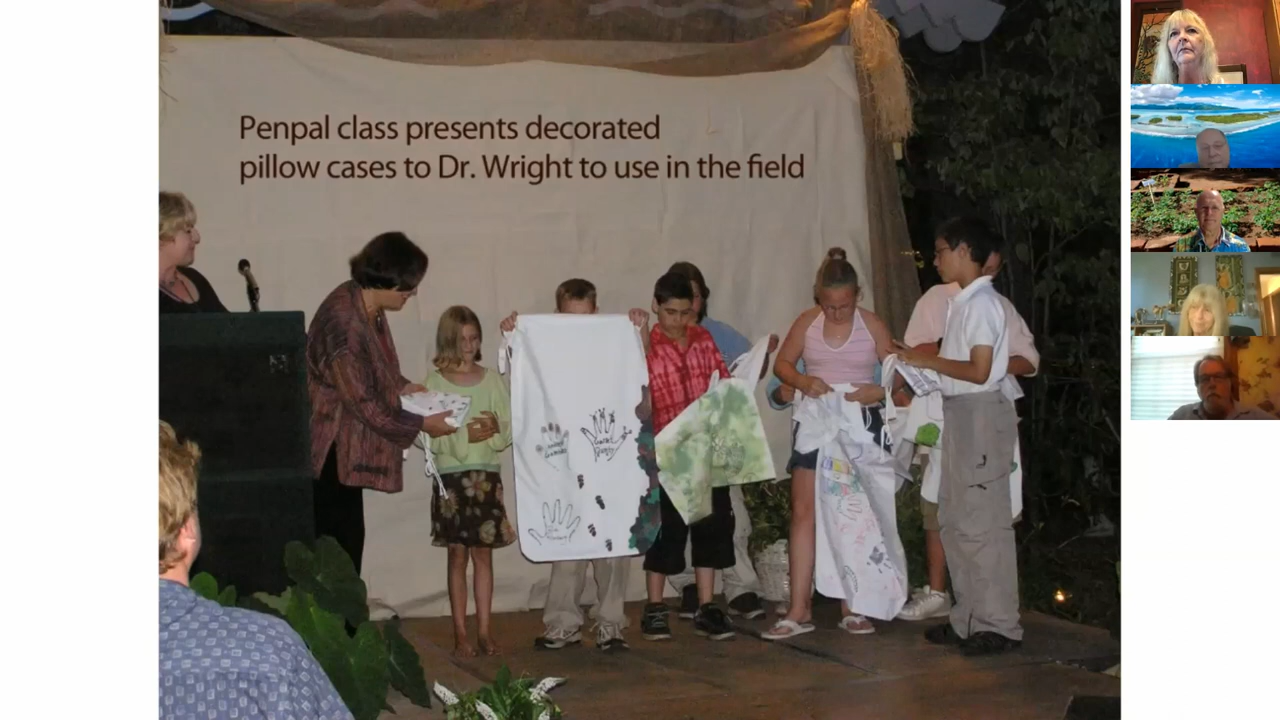 Penpal class presents decorated
pillow cases to Dr. Wright to use in the field